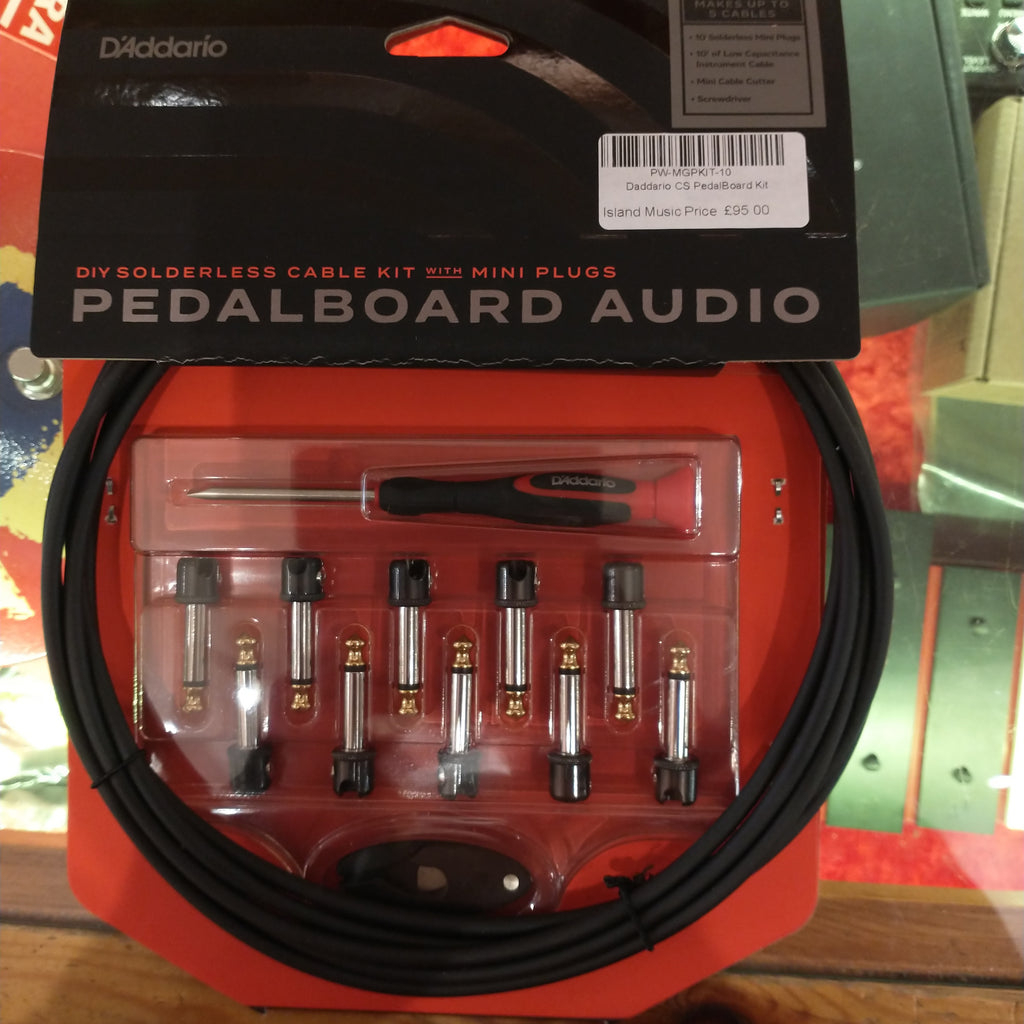 RA
D'Addario
MAKES UP TO
5 CABLES
• 10 Solderless Mini Plugs
• 10' of Low Capacitance
Instrument Cable
• Mini Cable Cutter
• Screwdriver
PW-MGPKIT-10
Daddario CS PedalBoard Kit
Island Music Price £95.00
DIY SOLDERLESS CABLE KIT WITH MINI PLUGS
PEDALBOARD AUDIO
D'Addario